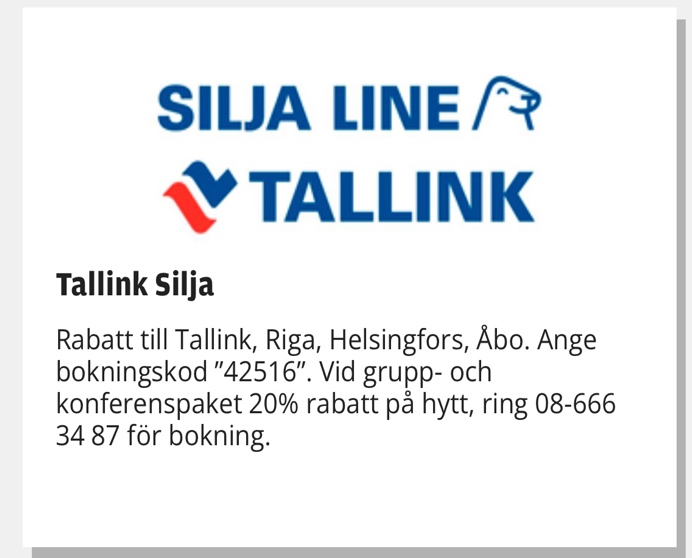 SILJA LINE
TALLINK
Tallink Silja
Rabatt till Tallink, Riga, Helsingfors, Åbo. Ange
bokningskod ”42516”. Vid grupp- och
konferenspaket 20% rabatt på hytt, ring 08-666
34 87 för bokning.